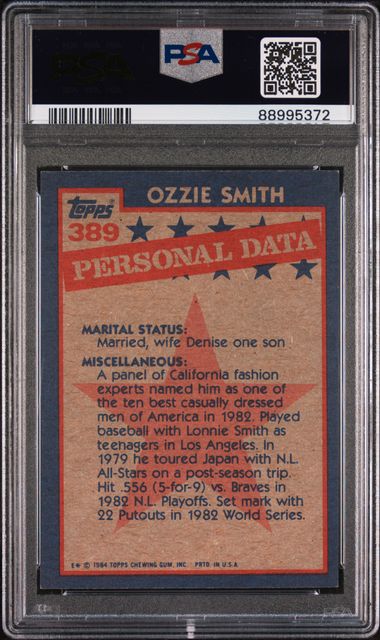 PSA
PSA
88995372
OZZIE SMITH
Topps
389
PERSONAL DATA
MARITAL STATUS:
Married, wife Denise one son
MISCELLANEOUS:
A panel of California fashion
experts named him as one of
the ten best casually dressed
men of America in 1982. Played
baseball with Lonnie Smith as
teenagers in Los Angeles. In
1979 he toured Japan with N.L.
All-Stars on a post-season trip.
Hit .556 (5-for-9) vs. Braves in
1982 N.L. Playoffs. Set mark with
22 Putouts in 1982 World Series.
E* © 1984 TOPPS CHEWING GUM, INC. PRTD. IN U.S.A.